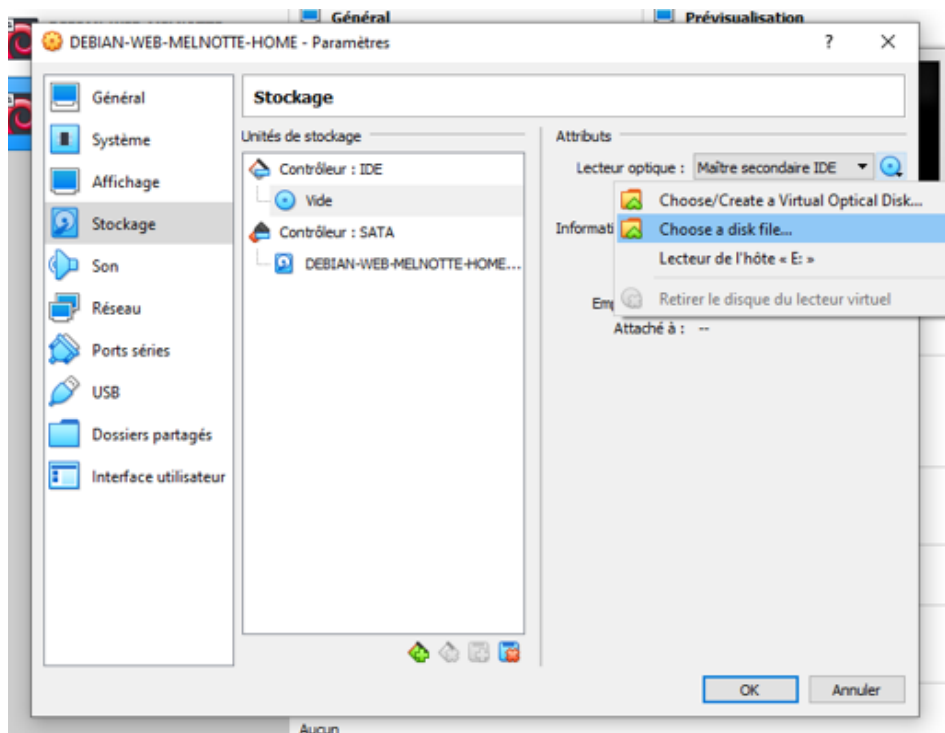 Général
Prévisualisation
DEBIAN-WEB-MELNOTTE-HOME - Paramètres
?
Général
Système
Affichage
Stockage
Son
Réseau
Ports séries
USB
Dossiers partagés
Interface utilisateur
Stockage
Unités de stockage
Contrôleur : IDE
Vide
Contrôleur : SATA
DEBIAN-WEB-MELNOTTE-HOME...
Attributs
Lecteur optique : Maître secondaire IDE
Choose/Create a Virtual Optical Disk...
Informati
Choose a disk file...
Lecteur de l'hôte « E: »
Retirer le disque du lecteur virtuel
Attaché à : --
OK
Annuler
Aucun